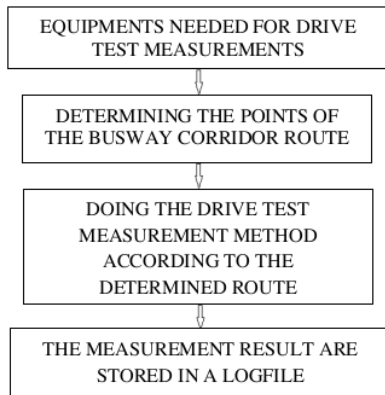 EQUIPMENTS NEEDED FOR DRIVE
TEST MEASUREMENTS
DETERMINING THE POINTS OF
THE BUSWAY CORRIDOR ROUTE
DOING THE DRIVE TEST
MEASUREMENT METHOD
ACCORDING TO THE
DETERMINED ROUTE
THE MEASUREMENT RESULT ARE
STORED IN A LOGFILE